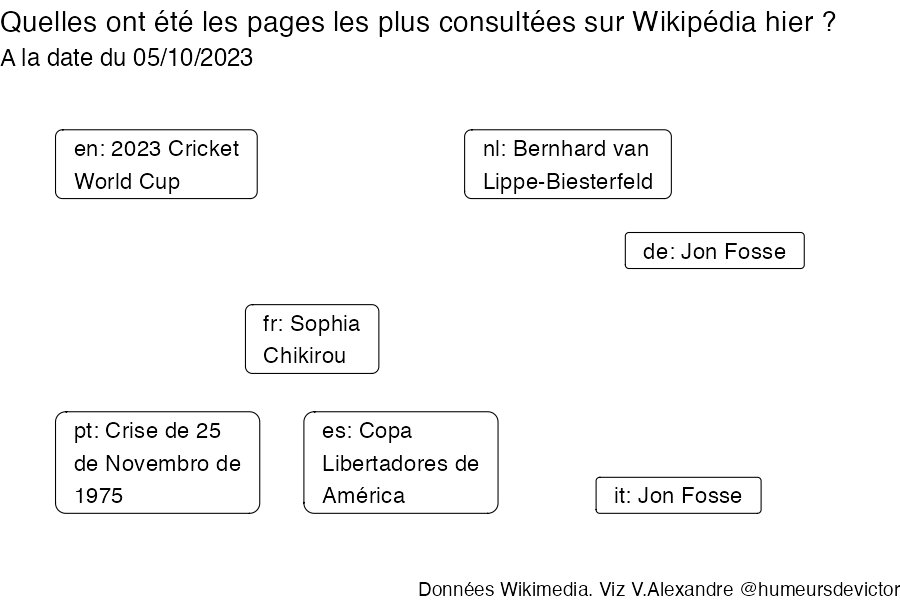 Quelles ont été les pages les plus consultées sur Wikipédia hier ?
A la date du 05/10/2023
en: 2023 Cricket
World Cup
nl: Bernhard van
Lippe-Biesterfeld
de: Jon Fosse
fr: Sophia
Chikirou
pt: Crise de 25
de Novembro de
1975
es: Copa
Libertadores de
América
it: Jon Fosse
Données Wikimedia. Viz V.Alexandre @humeursdevictor